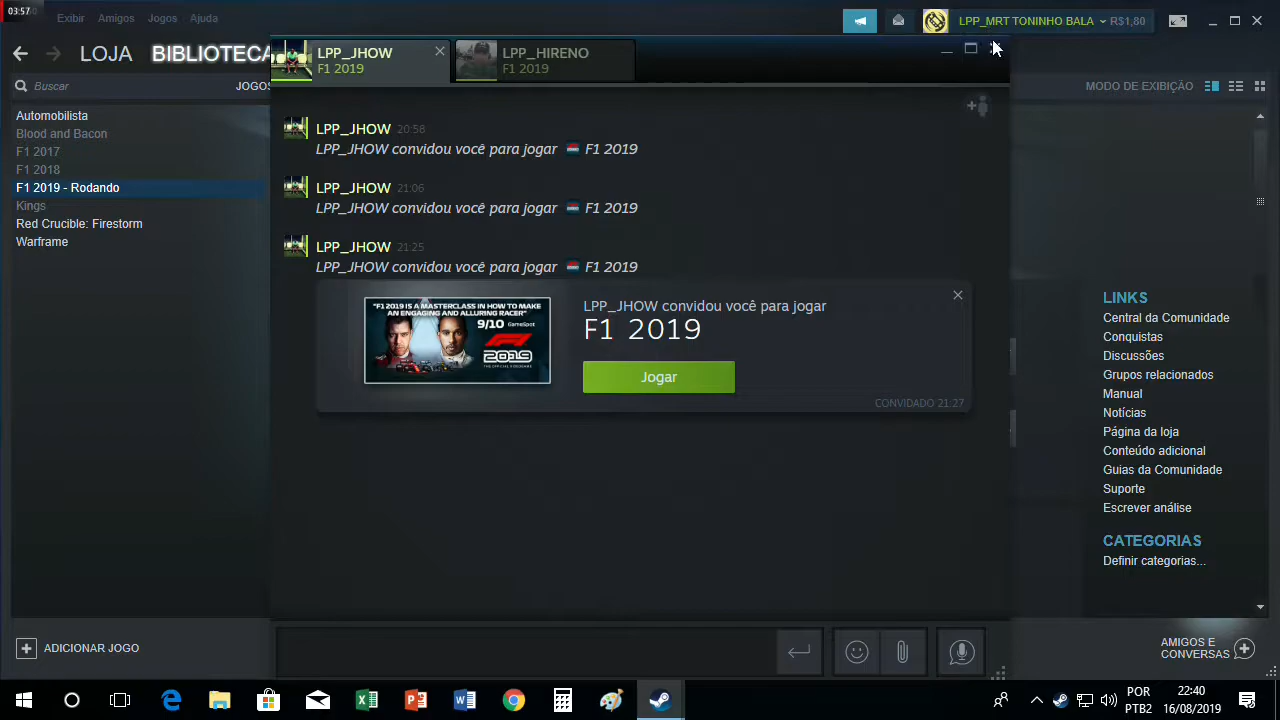 03:57
Exibir Amigos Jogos Ajuda
LPP_MRT TONINHO BALA R$1,80
LOJA BIBLIOTECA
LPP_JHOW
F1 2019
LPP_HIRENO
F1 2019
Buscar JOGOS
MODO DE EXIBIÇÃO
Automobilista
Blood and Bacon
F1 2017
F1 2018
F1 2019 - Rodando
Kings
Red Crucible: Firestorm
Warframe
LPP_JHOW 20:58
LPP_JHOW convidou você para jogar F1 2019
LPP_JHOW 21:06
LPP_JHOW convidou você para jogar F1 2019
LPP_JHOW 21:25
LPP_JHOW convidou você para jogar F1 2019
"F1 2019 IS A MASTERCLASS IN HOW TO MAKE
AN ENGAGING AND ALLURING RACER"
9/10 GameSpot
F1
2019
THE OFFICIAL VIDEOGAME
LPP_JHOW convidou você para jogar
F1 2019
Jogar
CONVIDADO 21:27
LINKS
Central da Comunidade
Conquistas
Discussões
Grupos relacionados
Manual
Notícias
Página da loja
Conteúdo adicional
Guias da Comunidade
Suporte
Escrever análise
CATEGORIAS
Definir categorias...
ADICIONAR JOGO
AMIGOS E
CONVERSAS
POR
PTB2
22:40
16/08/2019